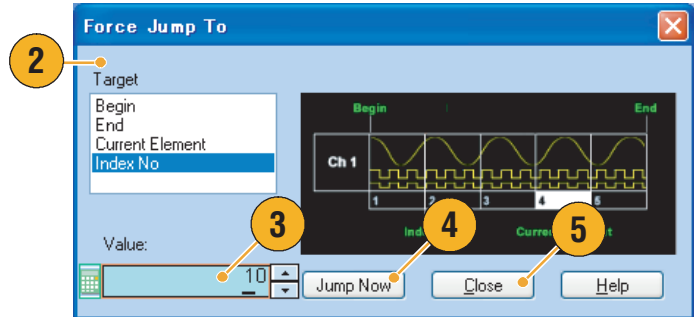 Force Jump To
2
Target
Begin
End
Current Element
Index No
Begin End
Ch 1
1 2 3 4 5
Value:
3
4
5
10
Jump Now
Close
Help